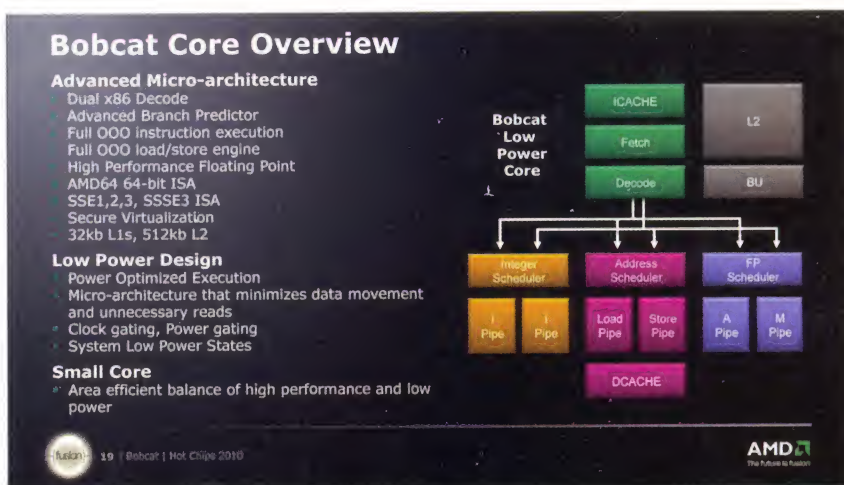 Bobcat Core Overview
Advanced Micro-architecture
Dual x86 Decode
Advanced Branch Predictor
Full OOO instruction execution
Full OOO load/store engine
High Performance Floating Point
AMD64 64-bit ISA
SSE1,2,3, SSSE3 ISA
Secure Virtualization
32kb L1s, 512kb L2
Low Power Design
Power Optimized Execution
Micro-architecture that minimizes data movement
and unnecessary reads
Clock gating, Power gating
System Low Power States
Small Core
Area efficient balance of high performance and low
power
Bobcat
Low
Power
Core
ICACHE
Fetch
Decode
L2
BU
Integer
Scheduler
Address
Scheduler
FP
Scheduler
I
Pipe
I
Pipe
Load
Pipe
Store
Pipe
A
Pipe
M
Pipe
DCACHE
fusion
19 | Bobcat | Hot Chips 2010
AMD
The future is fusion